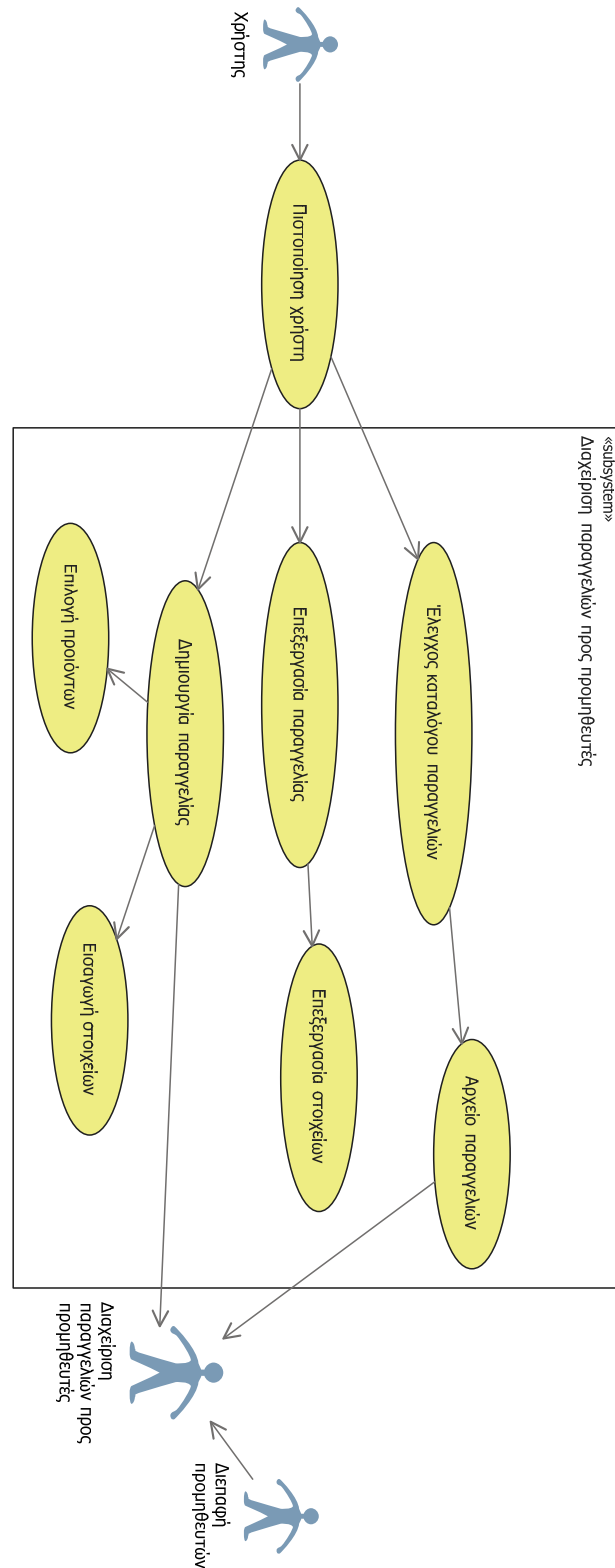 «subsystem»
Διαχείριση παραγγελιών προς προμηθευτές
Χρήστης
Πιστοποίηση χρήστη
Έλεγχος καταλόγου παραγγελιών
Αρχείο παραγγελιών
Επεξεργασία παραγγελίας
Επεξεργασία στοιχείων
Δημιουργία παραγγελίας
Επιλογή προιόντων
Εισαγωγή στοιχείων
Διαχείριση
παραγγελιών προς
προμηθευτές
Διεπαφή
προμηθευτών